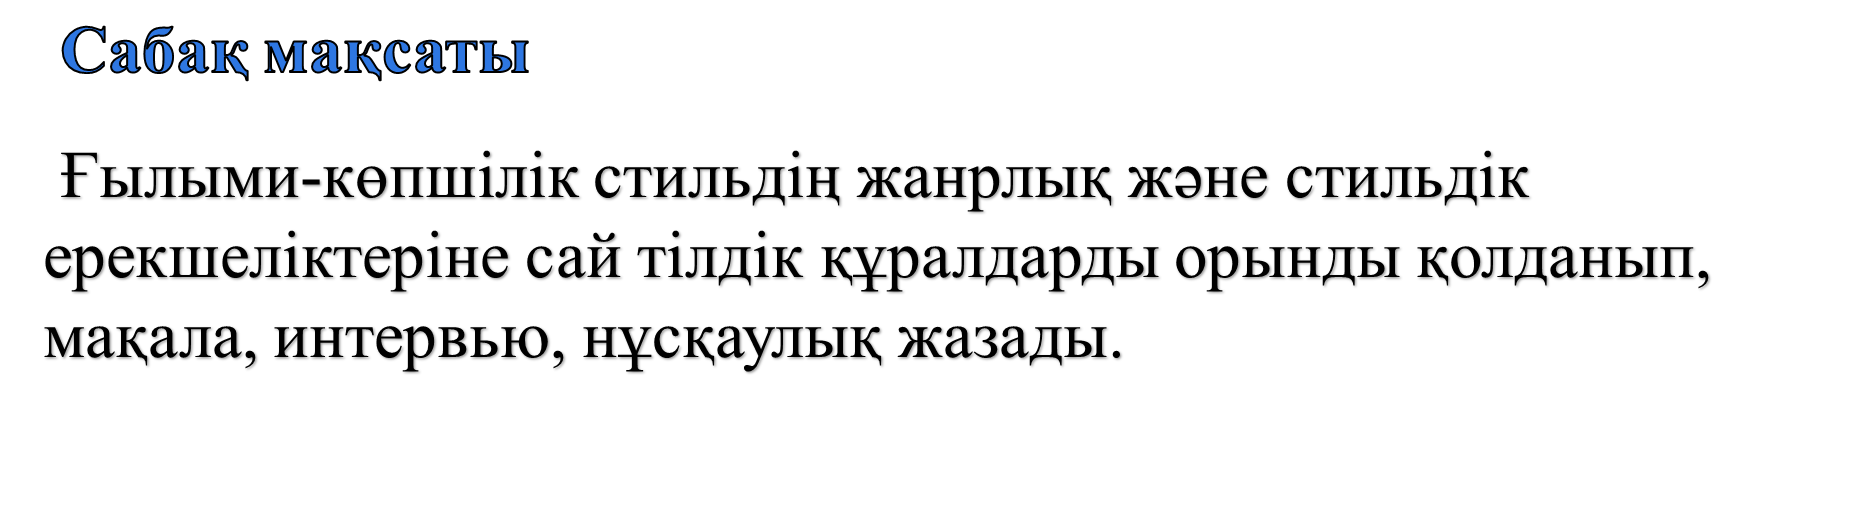 Сабақ мақсаты
Ғылыми-көпшілік стильдің жанрлық және стильдік
ерекшеліктеріне сай тілдік құралдарды орынды қолданып,
мақала, интервью, нұсқаулық жазады.